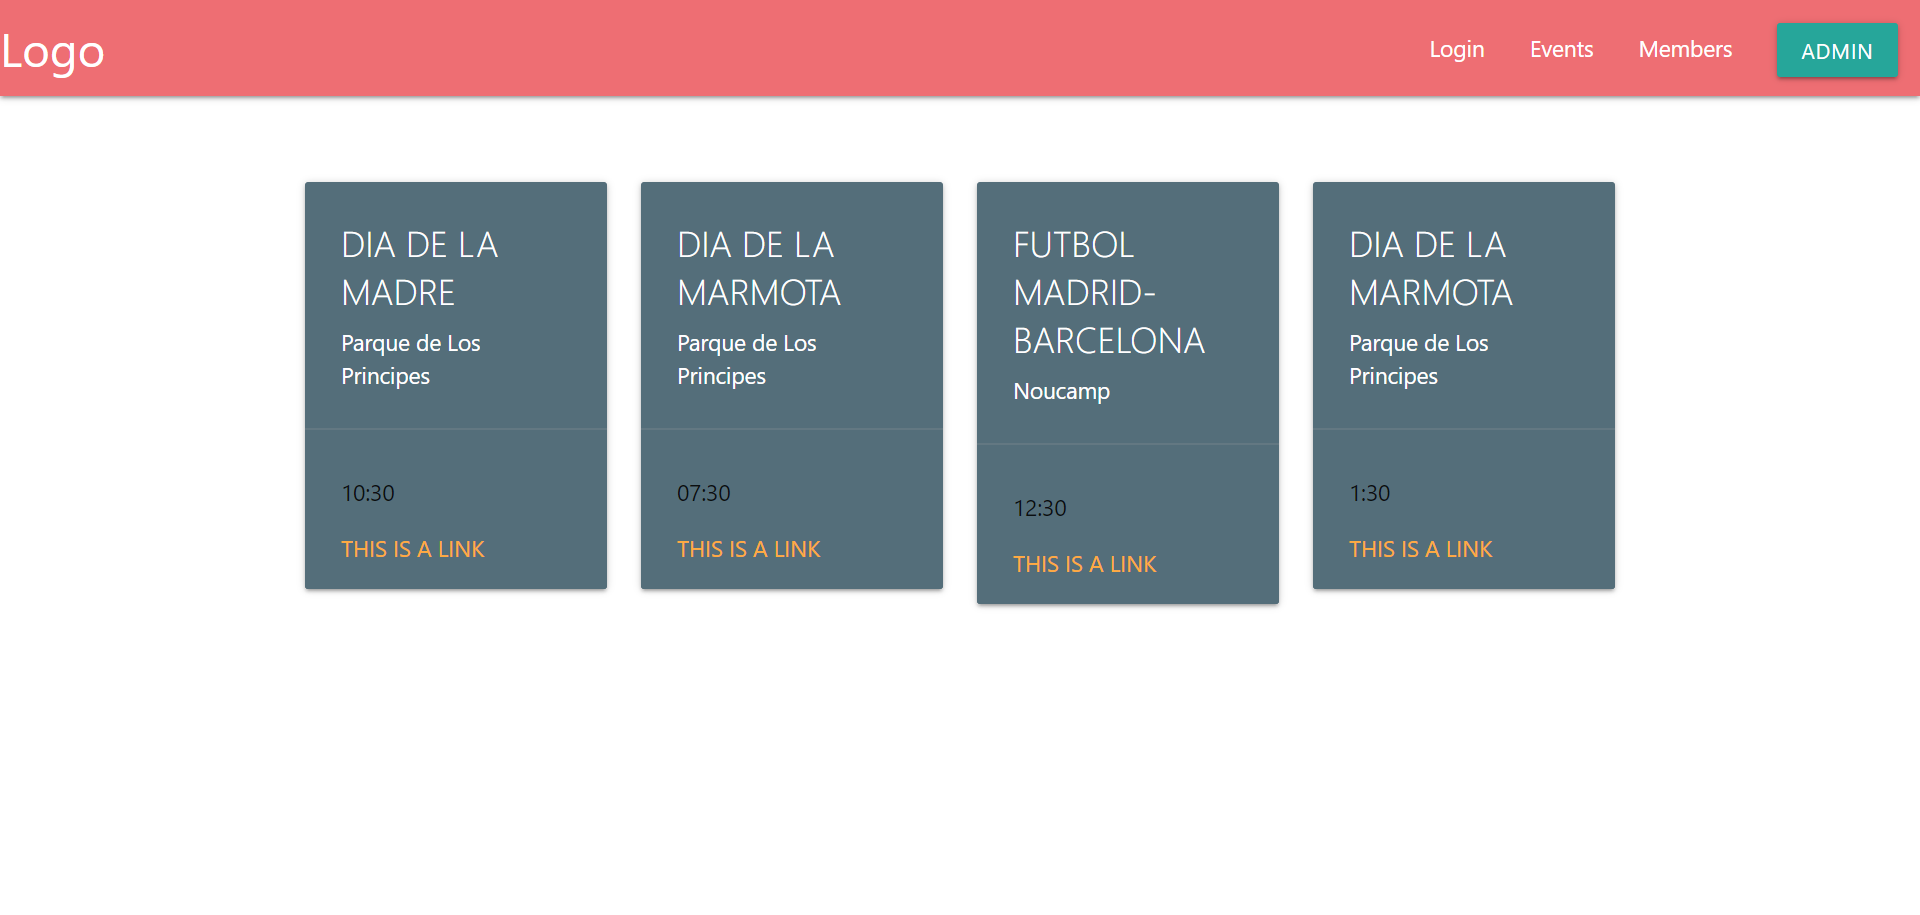 Logo
Login
Events
Members
ADMIN
DIA DE LA
MADRE
Parque de Los
Principes
10:30
THIS IS A LINK
DIA DE LA
MARMOTA
Parque de Los
Principes
07:30
THIS IS A LINK
FUTBOL
MADRID-
BARCELONA
Noucamp
12:30
THIS IS A LINK
DIA DE LA
MARMOTA
Parque de Los
Principes
1:30
THIS IS A LINK